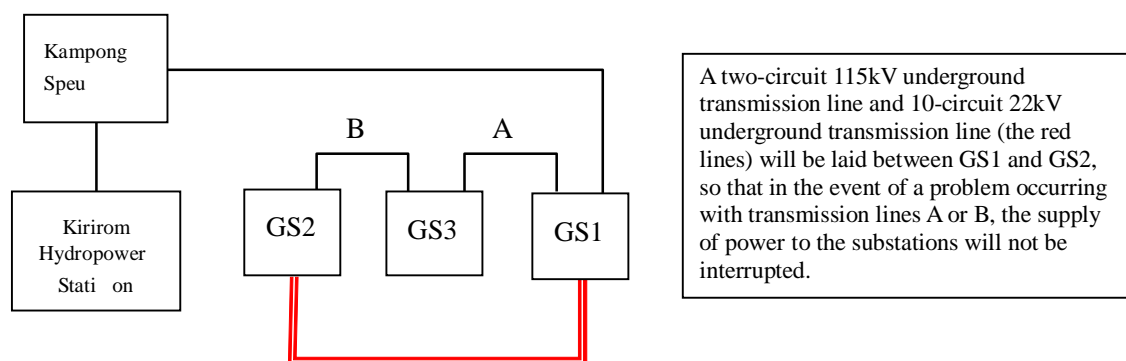 Kampong
Speu
B
A
GS2
GS3
GS1
Kirirom
Hydropower
Stati on
A two-circuit 115kV underground
transmission line and 10-circuit 22kV
underground transmission line (the red
lines) will be laid between GS1 and GS2,
so that in the event of a problem occurring
with transmission lines A or B, the supply
of power to the substations will not be
interrupted.